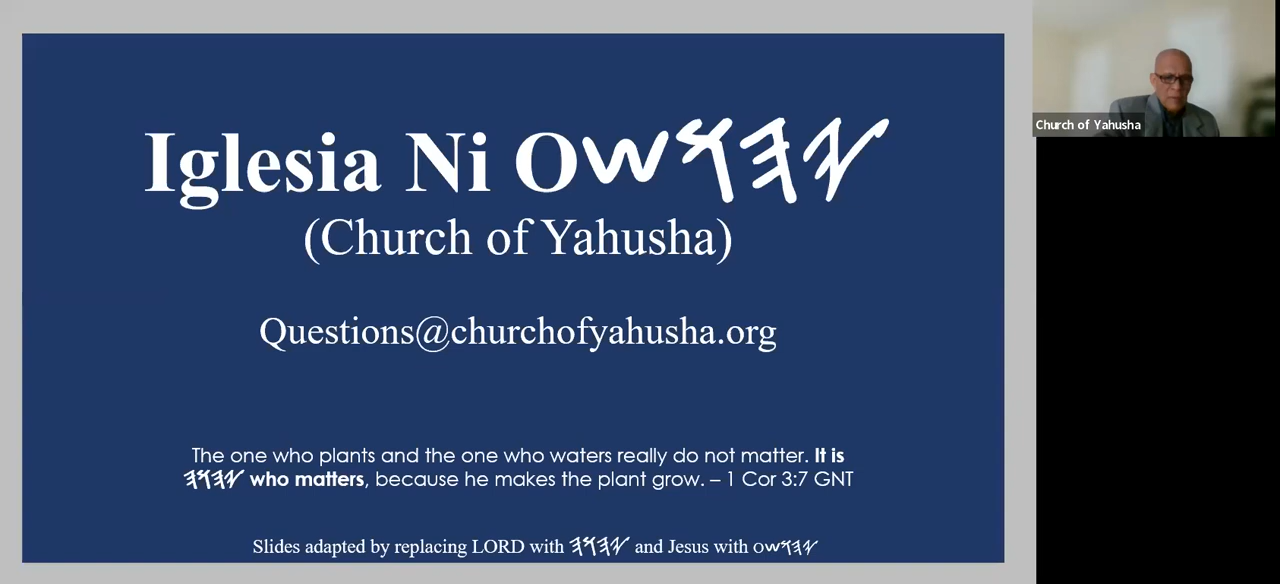 Iglesia Ni 𐤉𐤄𐤅𐤔𐤏
(Church of Yahusha)
Questions@churchofyahusha.org
The one who plants and the one who waters really do not matter. It is
𐤉𐤄𐤅𐤄 who matters, because he makes the plant grow. – 1 Cor 3:7 GNT
Slides adapted by replacing LORD with 𐤉𐤄𐤅𐤄 and Jesus with 𐤉𐤄𐤅𐤔𐤏
Church of Yahusha